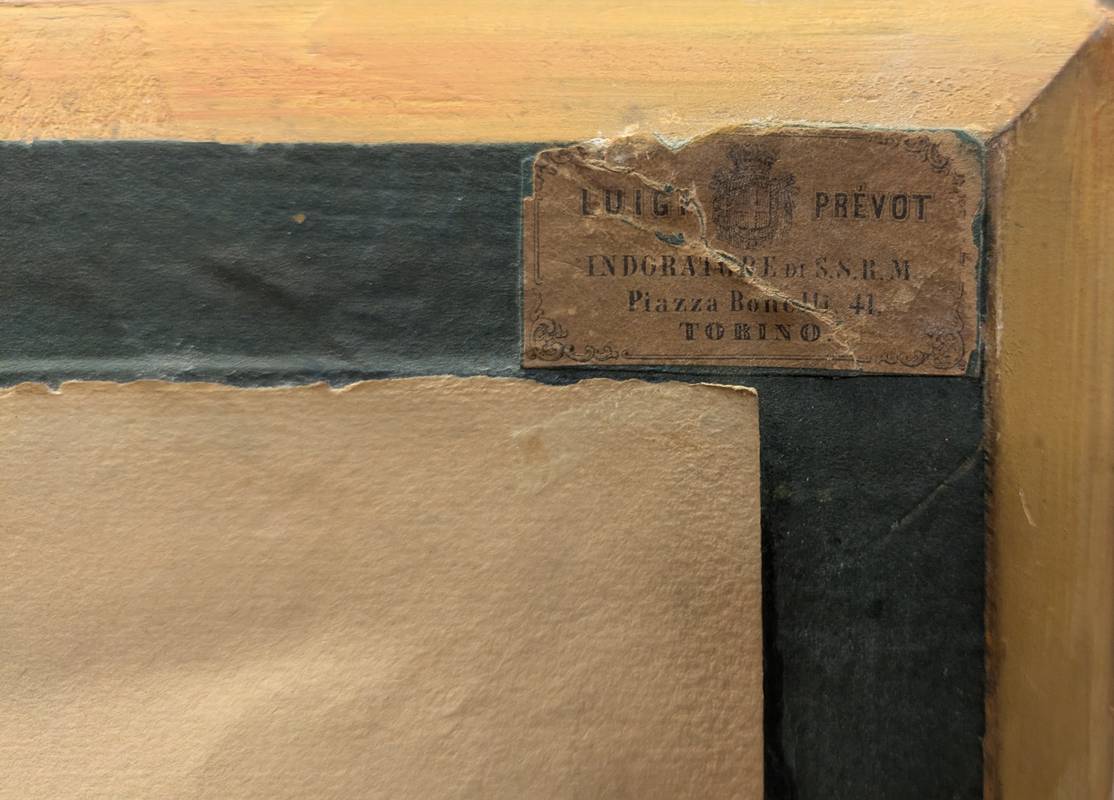 LUIGI PRÉVOT
INDORATORE DI S.S.R.M.
Piazza Bonelli, 41,
TORINO.